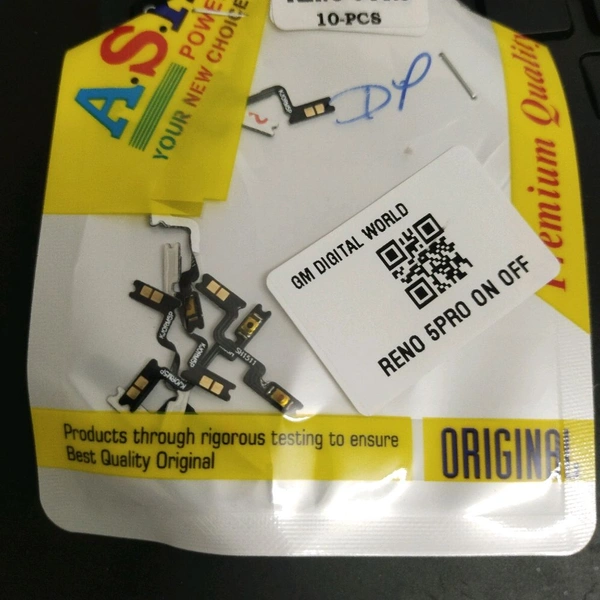 10-PCS
A.S.
POWE
YOUR NEW CHOICE
DP
Premium Quality
GM DIGITAL WORLD
RENO 5PRO ON OFF
SH1511
Products through rigorous testing to ensure
Best Quality Original
ORIGINA